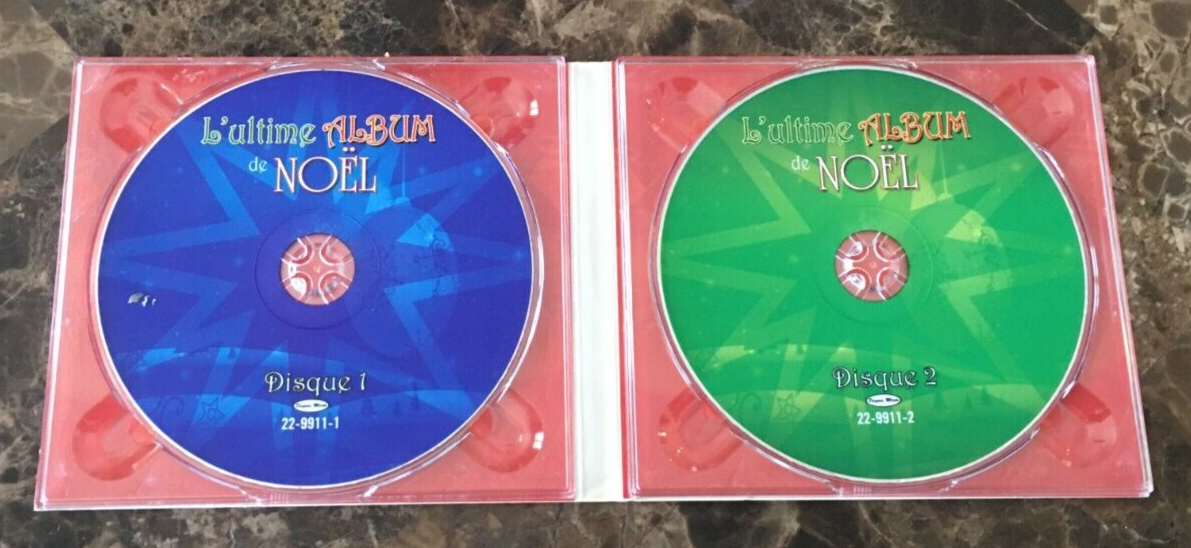 L'ultime ALBUM
de NOËL
Disque 1
22-9911-1
L'ultime ALBUM
de NOËL
Disque 2
22-9911-2